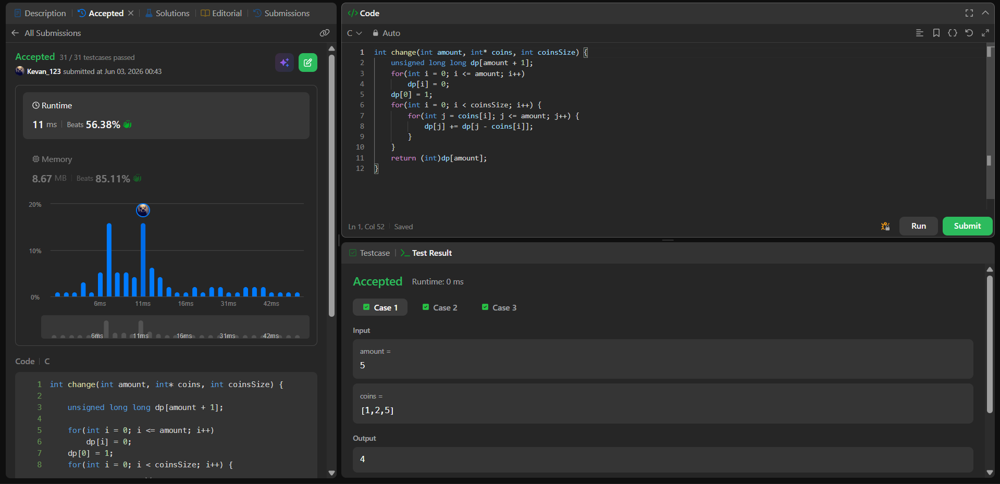 Description
Accepted
Solutions
Editorial
Submissions
All Submissions
Accepted 31 / 31 testcases passed
Kevan_123 submitted at Jun 03, 2026 00:43
Runtime
11 ms Beats 56.38%
Memory
8.67 MB Beats 85.11%
20%
10%
0%
6ms 11ms 16ms 31ms 42ms
6ms 11ms 16ms 31ms 42ms
Code C
1 int change(int amount, int* coins, int coinsSize) {
2
3     unsigned long long dp[amount + 1];
4
5     for(int i = 0; i <= amount; i++)
6         dp[i] = 0;
7     dp[0] = 1;
8     for(int i = 0; i < coinsSize; i++) {
</> Code
C Auto
1 int change(int amount, int* coins, int coinsSize) {
2     unsigned long long dp[amount + 1];
3     for(int i = 0; i <= amount; i++)
4         dp[i] = 0;
5     dp[0] = 1;
6     for(int i = 0; i < coinsSize; i++) {
7         for(int j = coins[i]; j <= amount; j++) {
8             dp[j] += dp[j - coins[i]];
9         }
10     }
11     return (int)dp[amount];
12 }
Ln 1, Col 52 Saved
Run
Submit
Testcase
Test Result
Accepted Runtime: 0 ms
Case 1 Case 2 Case 3
Input
amount =
5
coins =
[1,2,5]
Output
4